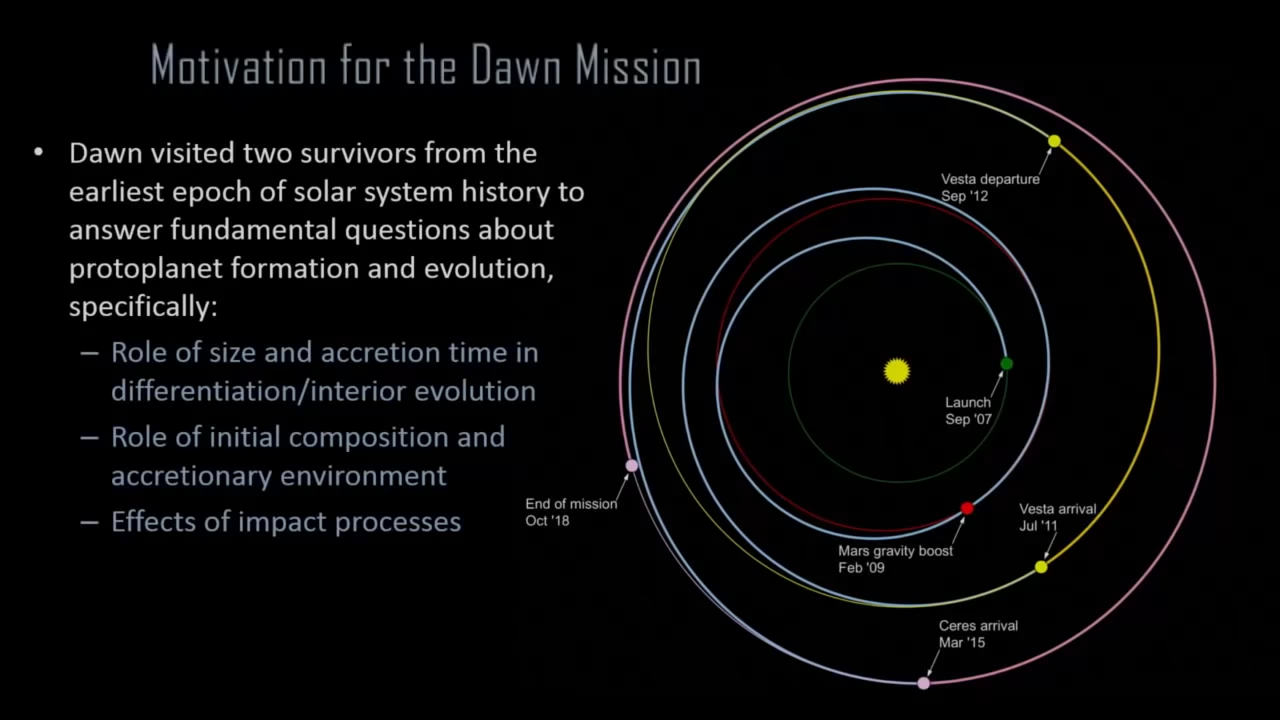 Motivation for the Dawn Mission
• Dawn visited two survivors from the
earliest epoch of solar system history to
answer fundamental questions about
protoplanet formation and evolution,
specifically:
– Role of size and accretion time in
differentiation/interior evolution
– Role of initial composition and
accretionary environment
– Effects of impact processes
Vesta departure
Sep '12
Launch
Sep '07
End of mission
Oct '18
Mars gravity boost
Feb '09
Vesta arrival
Jul '11
Ceres arrival
Mar '15